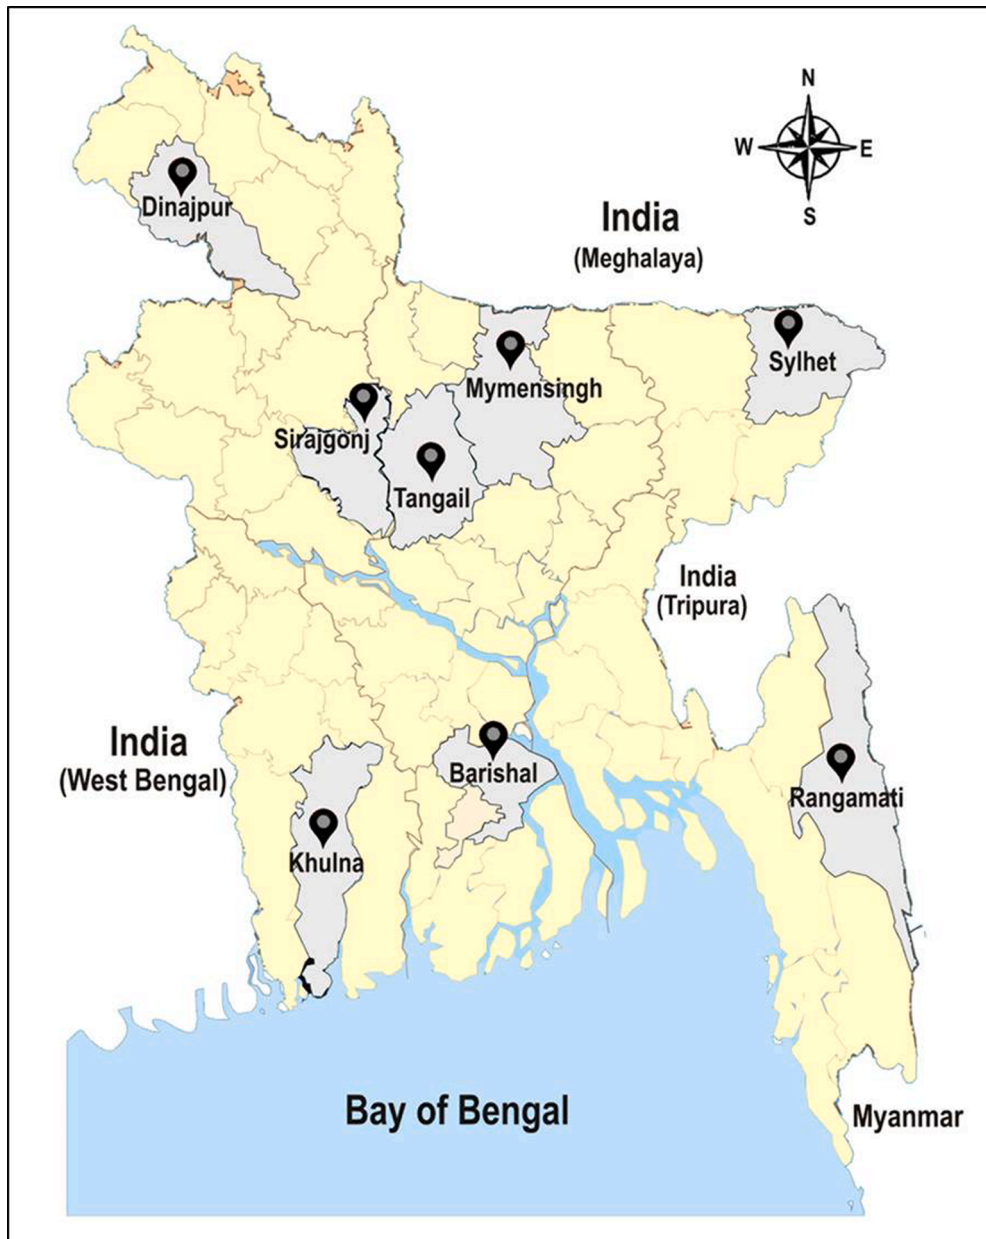 N
W E
S
India
(Meghalaya)
Dinajpur
Sylhet
Mymensingh
Sirajgonj
Tangail
India
(Tripura)
India
(West Bengal)
Barishal
Rangamati
Khulna
Bay of Bengal
Myanmar